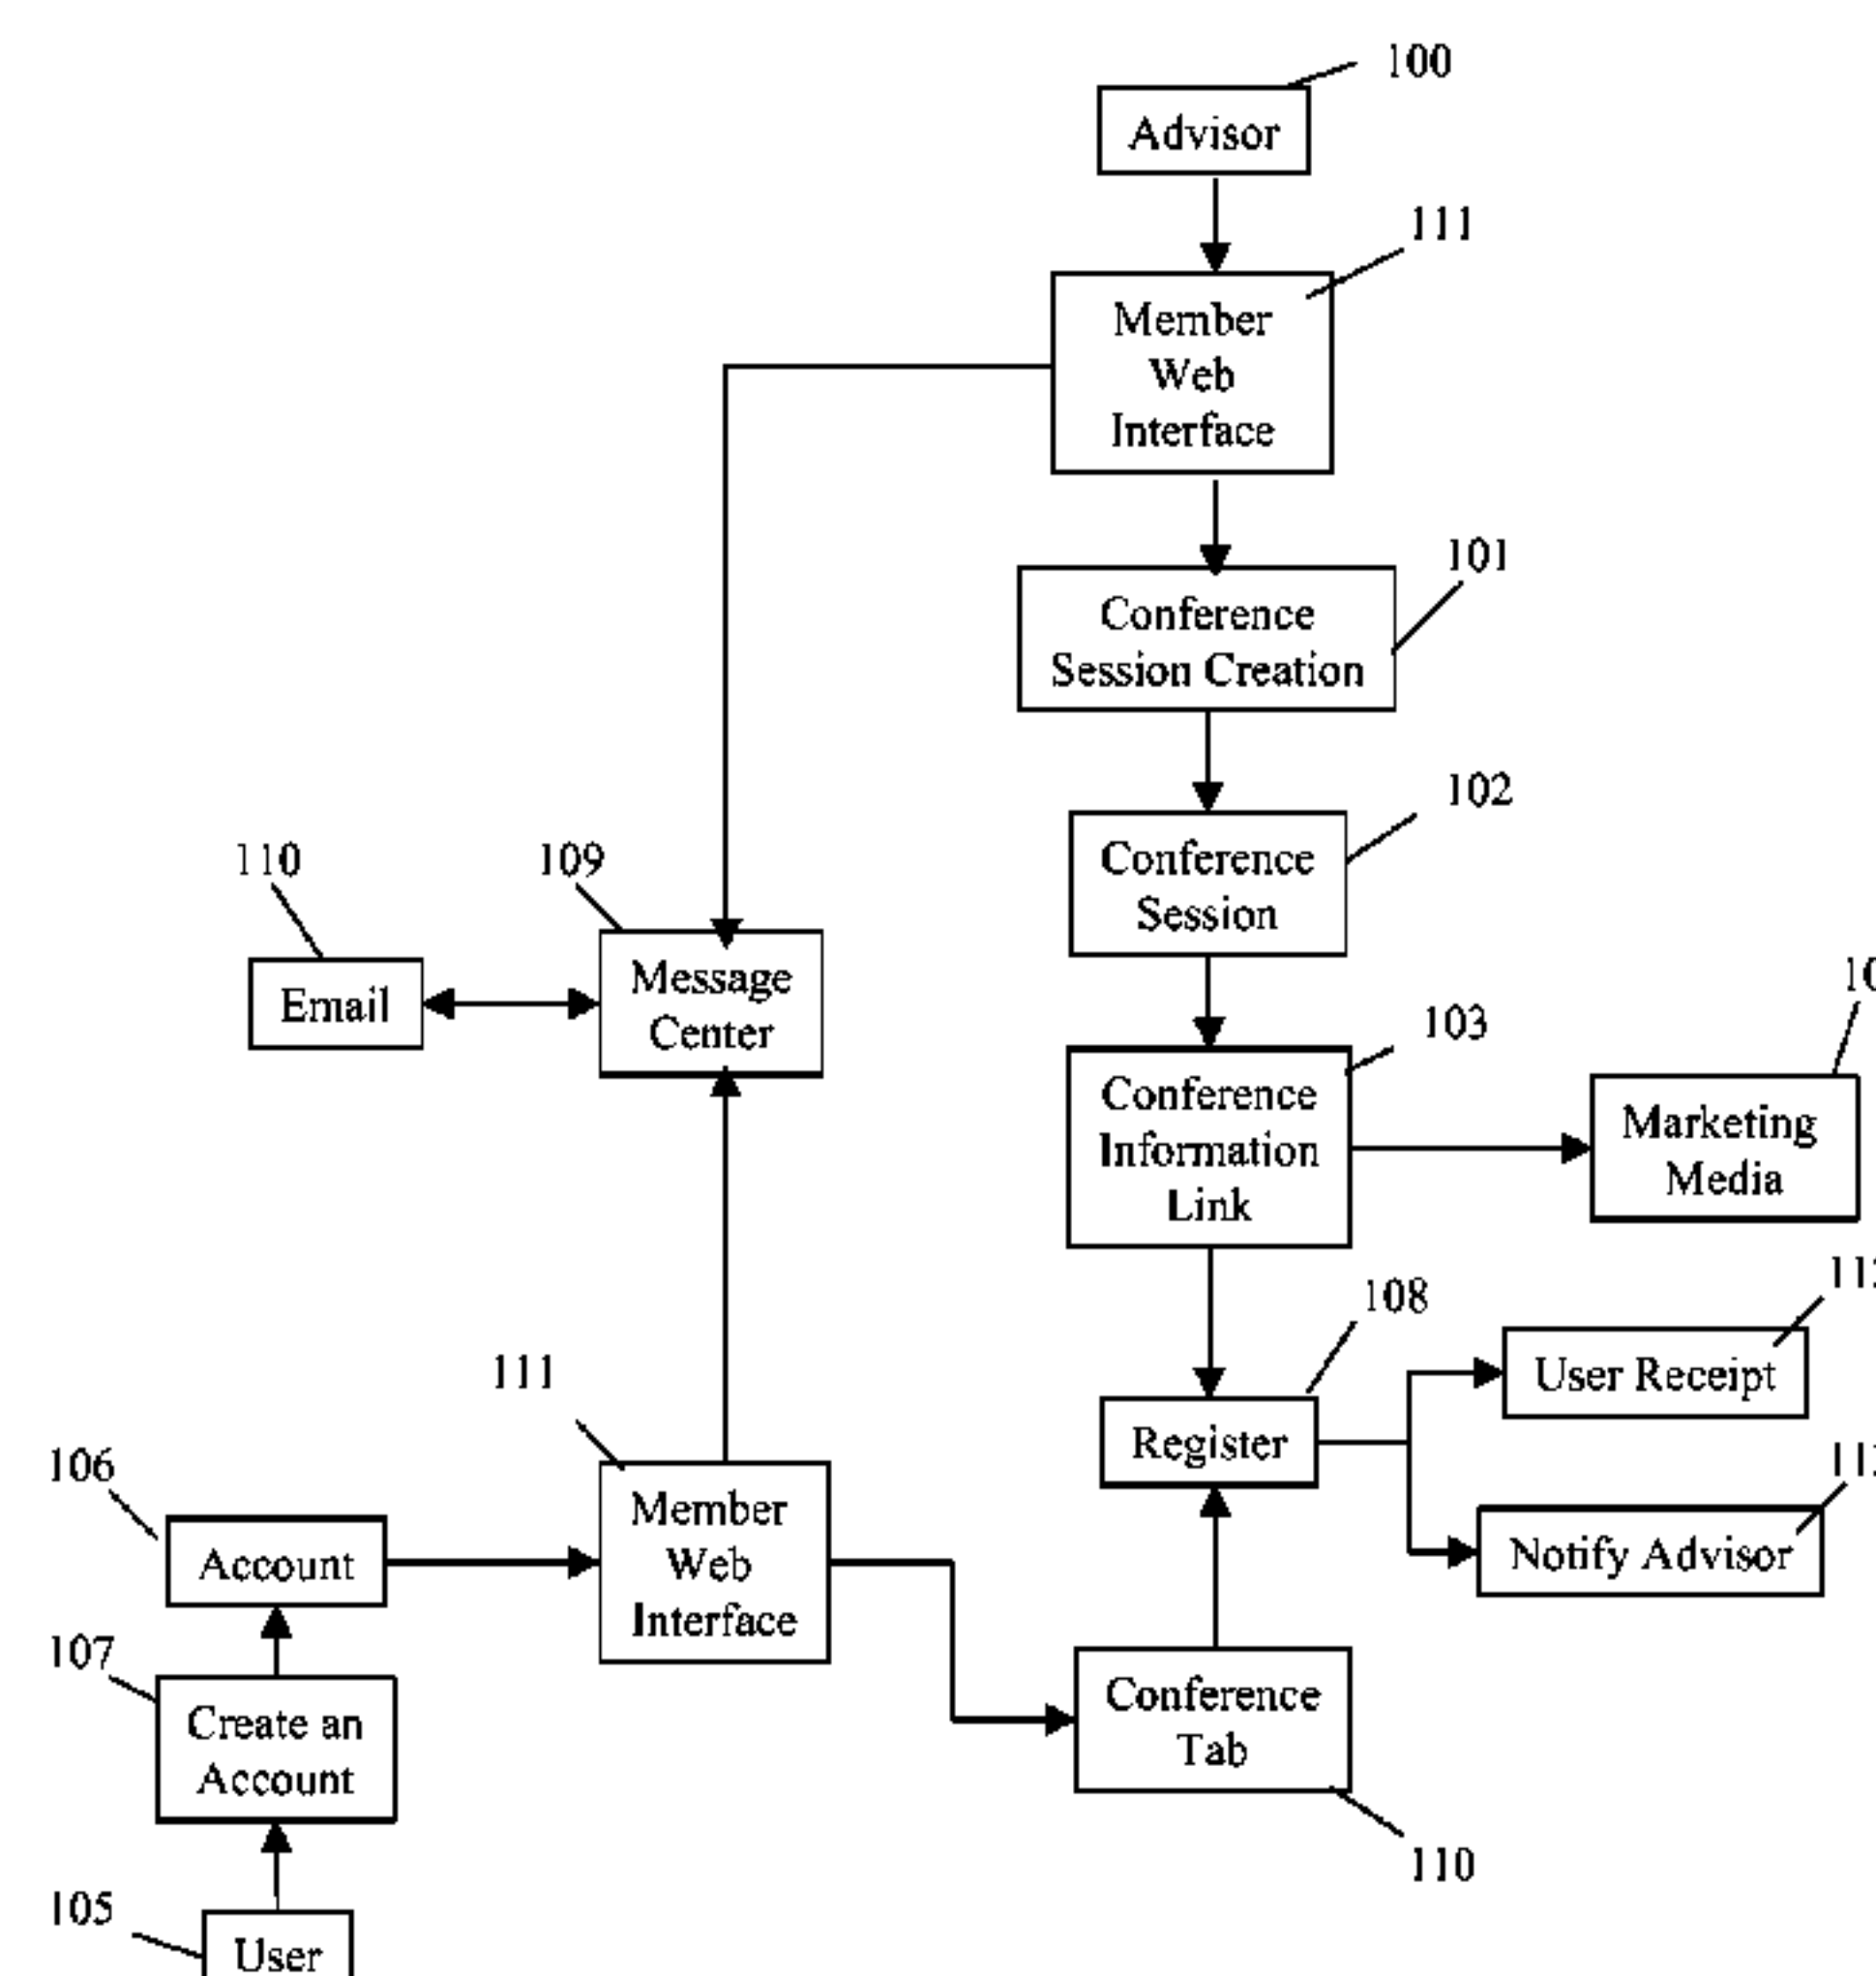 100
Advisor
111
Member
Web
Interface
101
Conference
Session Creation
102
Conference
Session
110
109
Email
Message
Center
103
Conference
Information
Link
Marketing
Media
108
Register
User Receipt
Notify Advisor
111
Member
Web
Interface
106
Account
107
Create an
Account
Conference
Tab
110
105
User